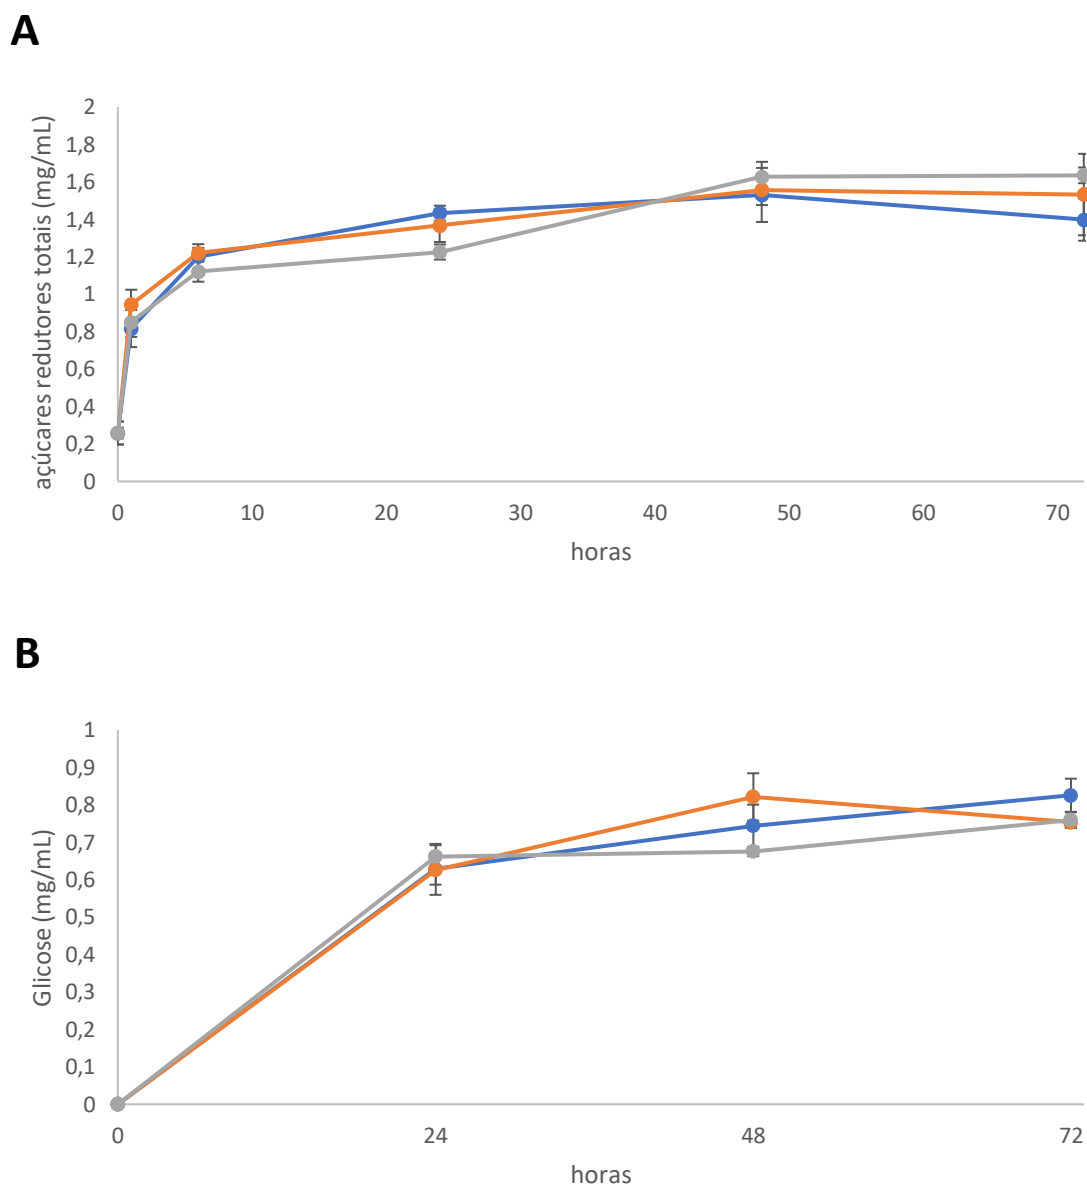 A
açúcares redutores totais (mg/mL)
2
1,8
1,6
1,4
1,2
1
0,8
0,6
0,4
0,2
0
0 10 20 30 40 50 60 70
horas
B
Glicose (mg/mL)
1
0,9
0,8
0,7
0,6
0,5
0,4
0,3
0,2
0,1
0
0 24 48 72
horas